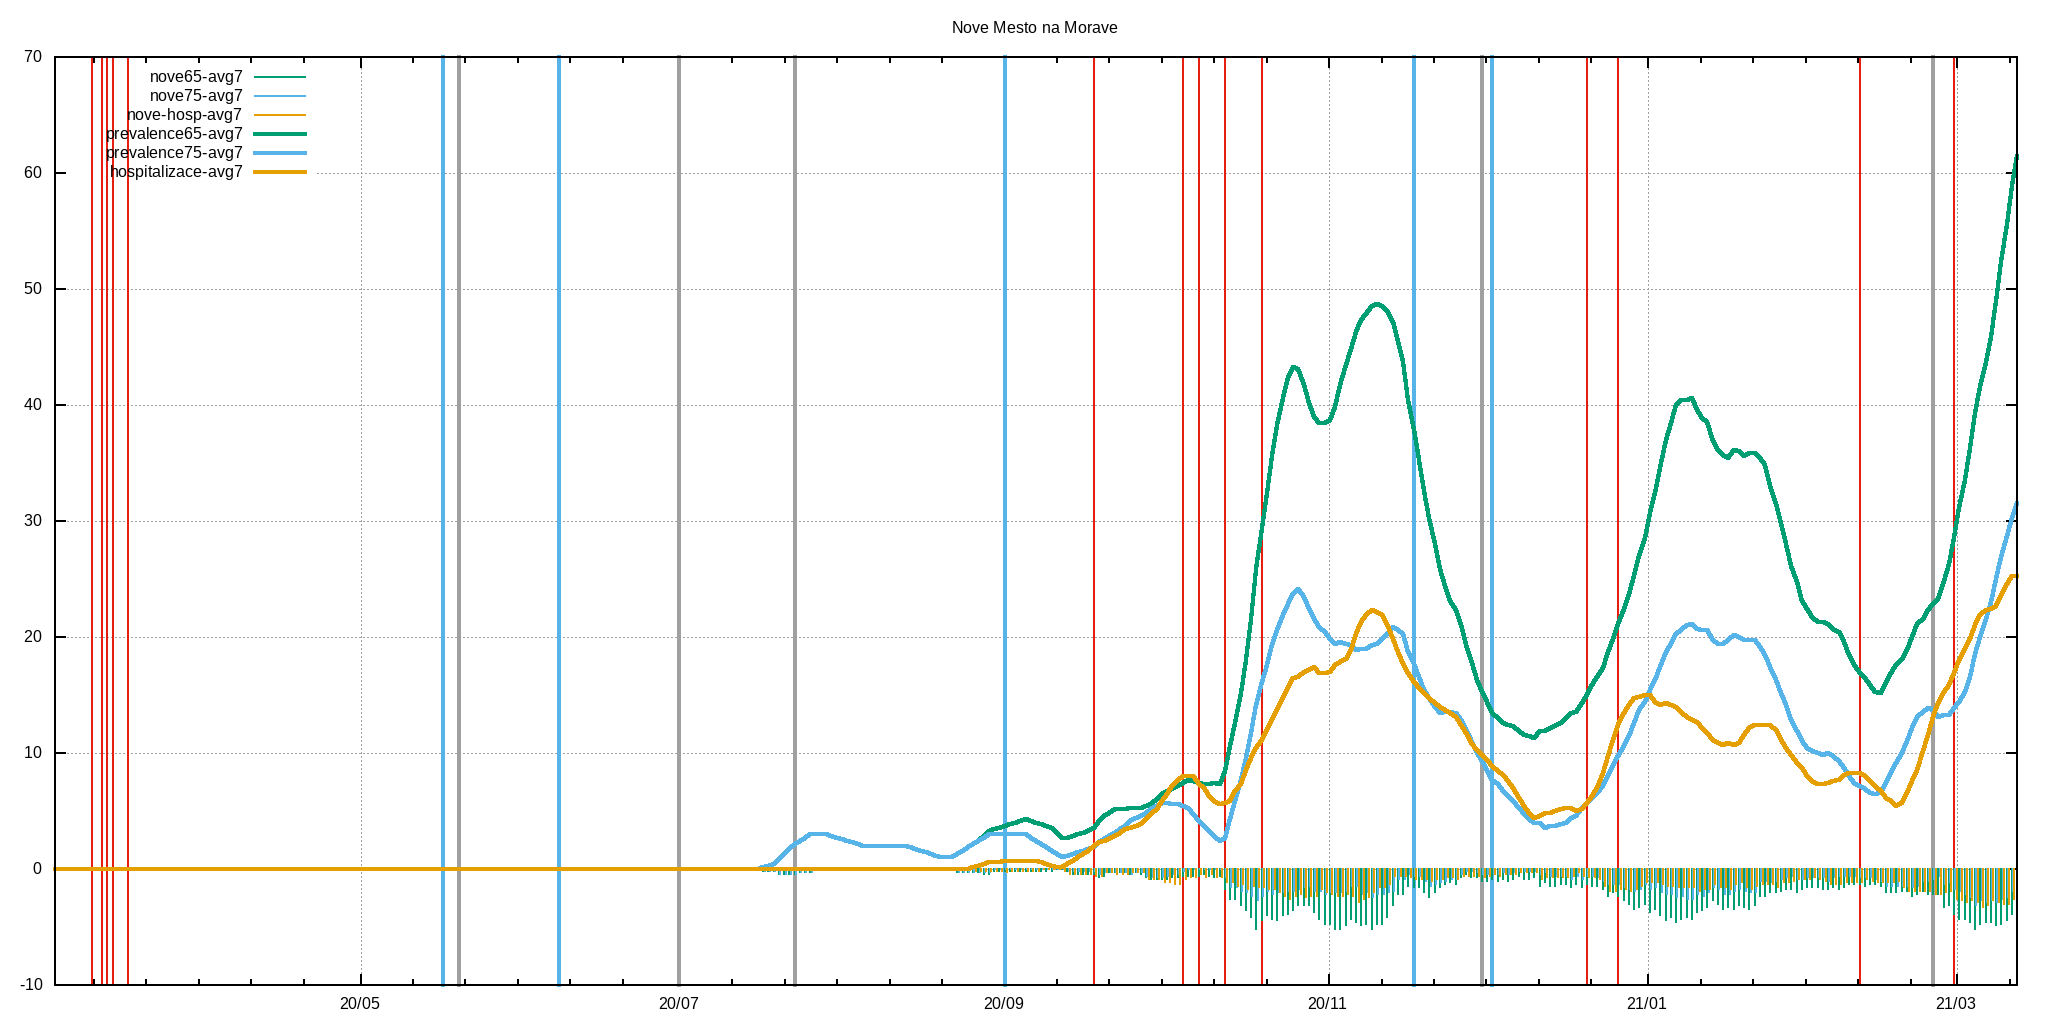 Nove Mesto na Morave
70
60
50
40
30
20
10
0
-10
nove65-avg7
nove75-avg7
nove-hosp-avg7
prevalence65-avg7
prevalence75-avg7
hospitalizace-avg7
20/05 20/07 20/09 20/11 21/01 21/03